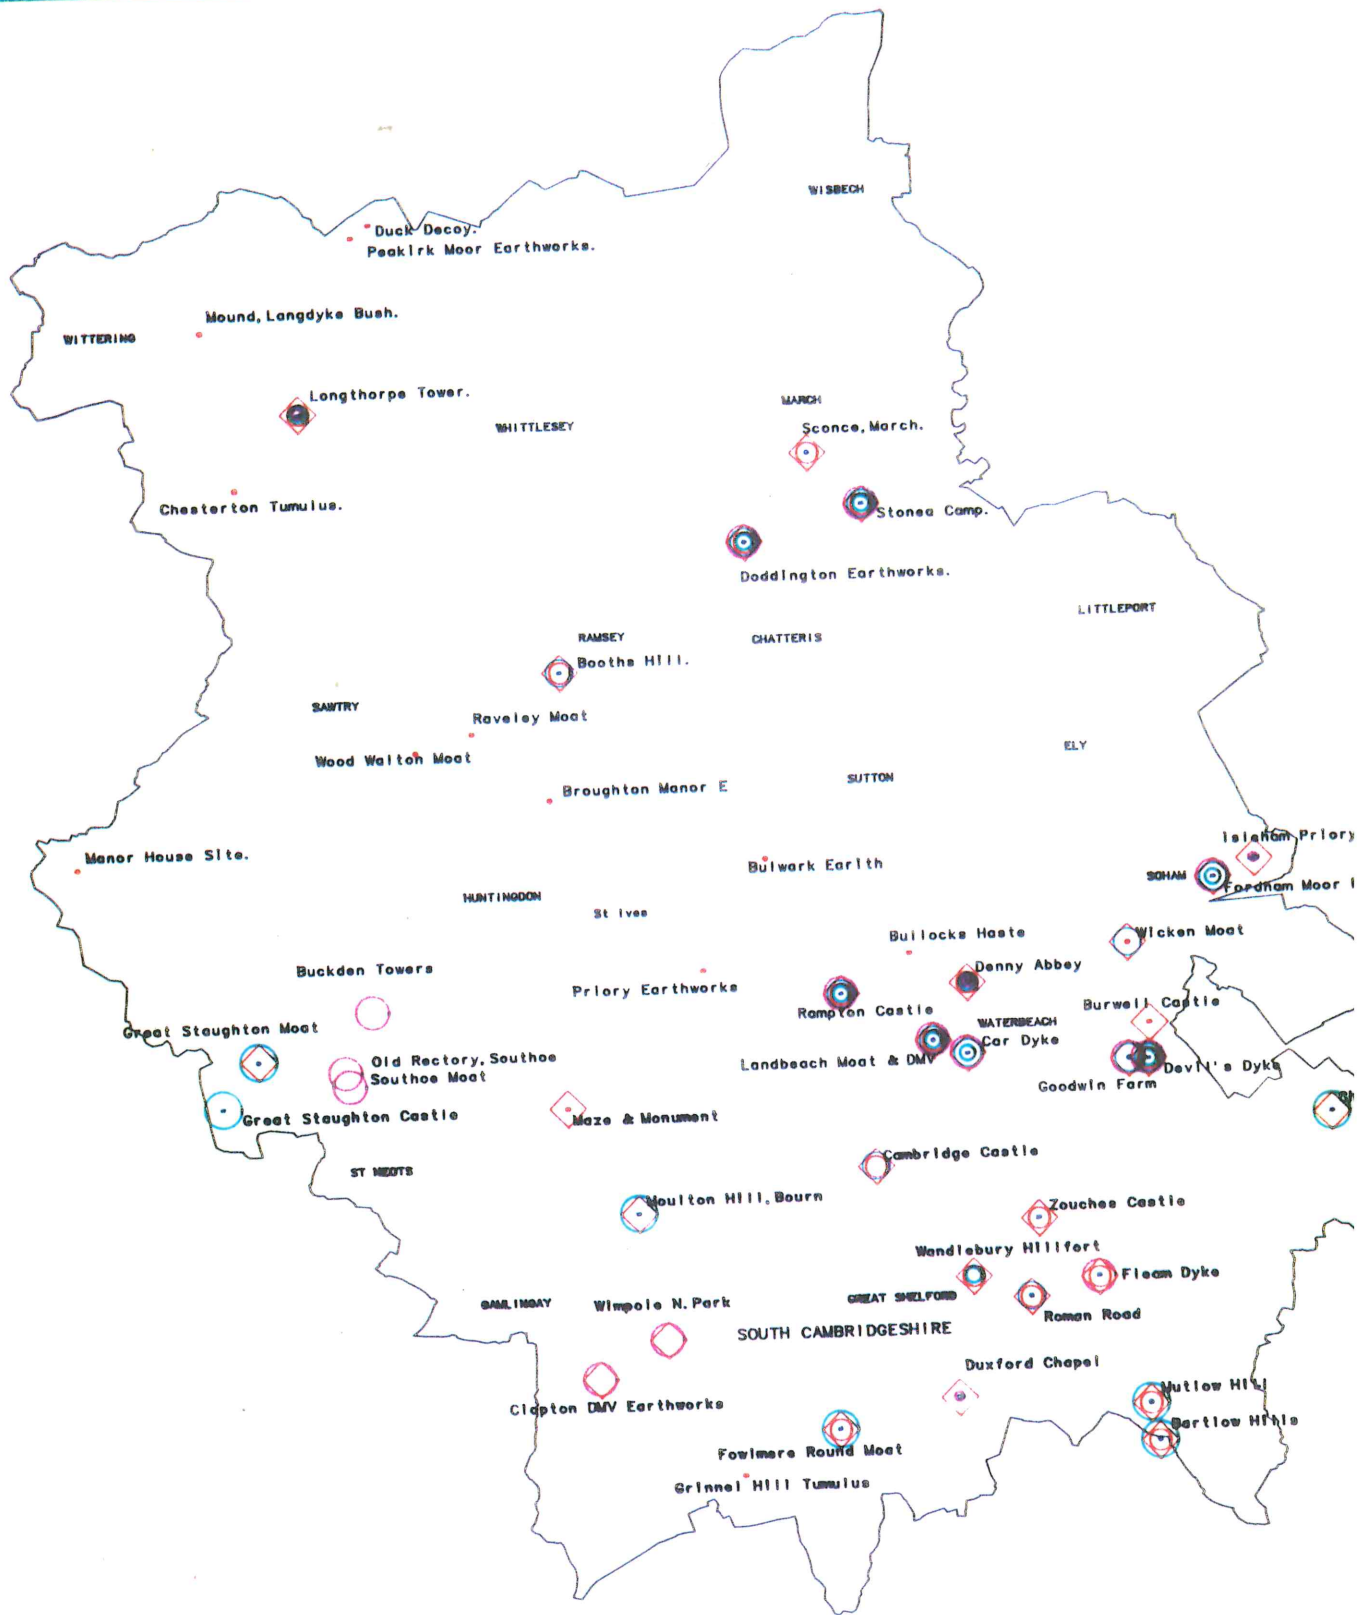 WISBECH
Duck Decoy.
Peakirk Moor Earthworks.
Mound, Langdyke Bush.
WITTERING
Longthorpe Tower.
MARCH
WHITTLESEY
Sconce, March.
Chesterton Tumulus.
Stonea Camp.
Doddington Earthworks.
LITTLEPORT
RAMSEY
CHATTERIS
Booths Hill.
SAWTRY
Raveley Moat
ELY
Wood Walton Moat
SUTTON
Broughton Manor E
Isleham Priory
Manor House Site.
Bulwark Earith
SOHAM
Fordham Moor
HUNTINGDON
St Ives
Bullocks Haste
Wicken Moat
Buckden Towers
Denny Abbey
Priory Earthworks
Burwell Castle
Rampton Castle
WATERBEACH
Great Staughton Moat
Car Dyke
Old Rectory, Southoe
Landbeach Moat & DMV
Devil's Dyke
Southoe Moat
Goodwin Farm
Great Staughton Castle
Maze & Monument
Cambridge Castle
ST NEOTS
Moulton Hill, Bourn
Zouches Castle
Wandlebury Hillfort
Fleam Dyke
GAMLINGAY
Wimpole N. Park
GREAT SHELFORD
Roman Road
SOUTH CAMBRIDGESHIRE
Duxford Chapel
Mutlow Hill
Clopton DMV Earthworks
Bartlow Hills
Fowlmere Round Moat
Grinnel Hill Tumulus